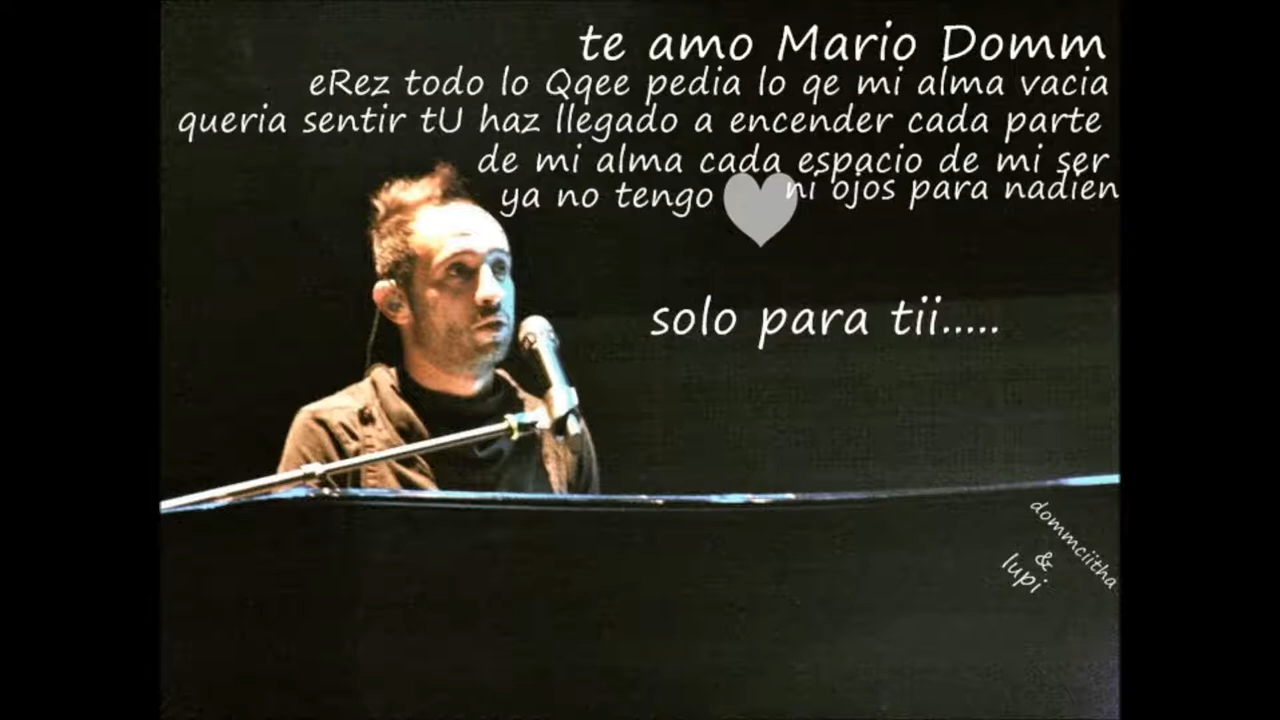 te amo Mario Domm
eRez todo lo Qqee pedia lo qe mi alma vacia
queria sentir tU haz llegado a encender cada parte
de mi alma cada espacio de mi ser
ya no tengo ni ojos para nadien
solo para tii.....
dommciitha
&
lupi